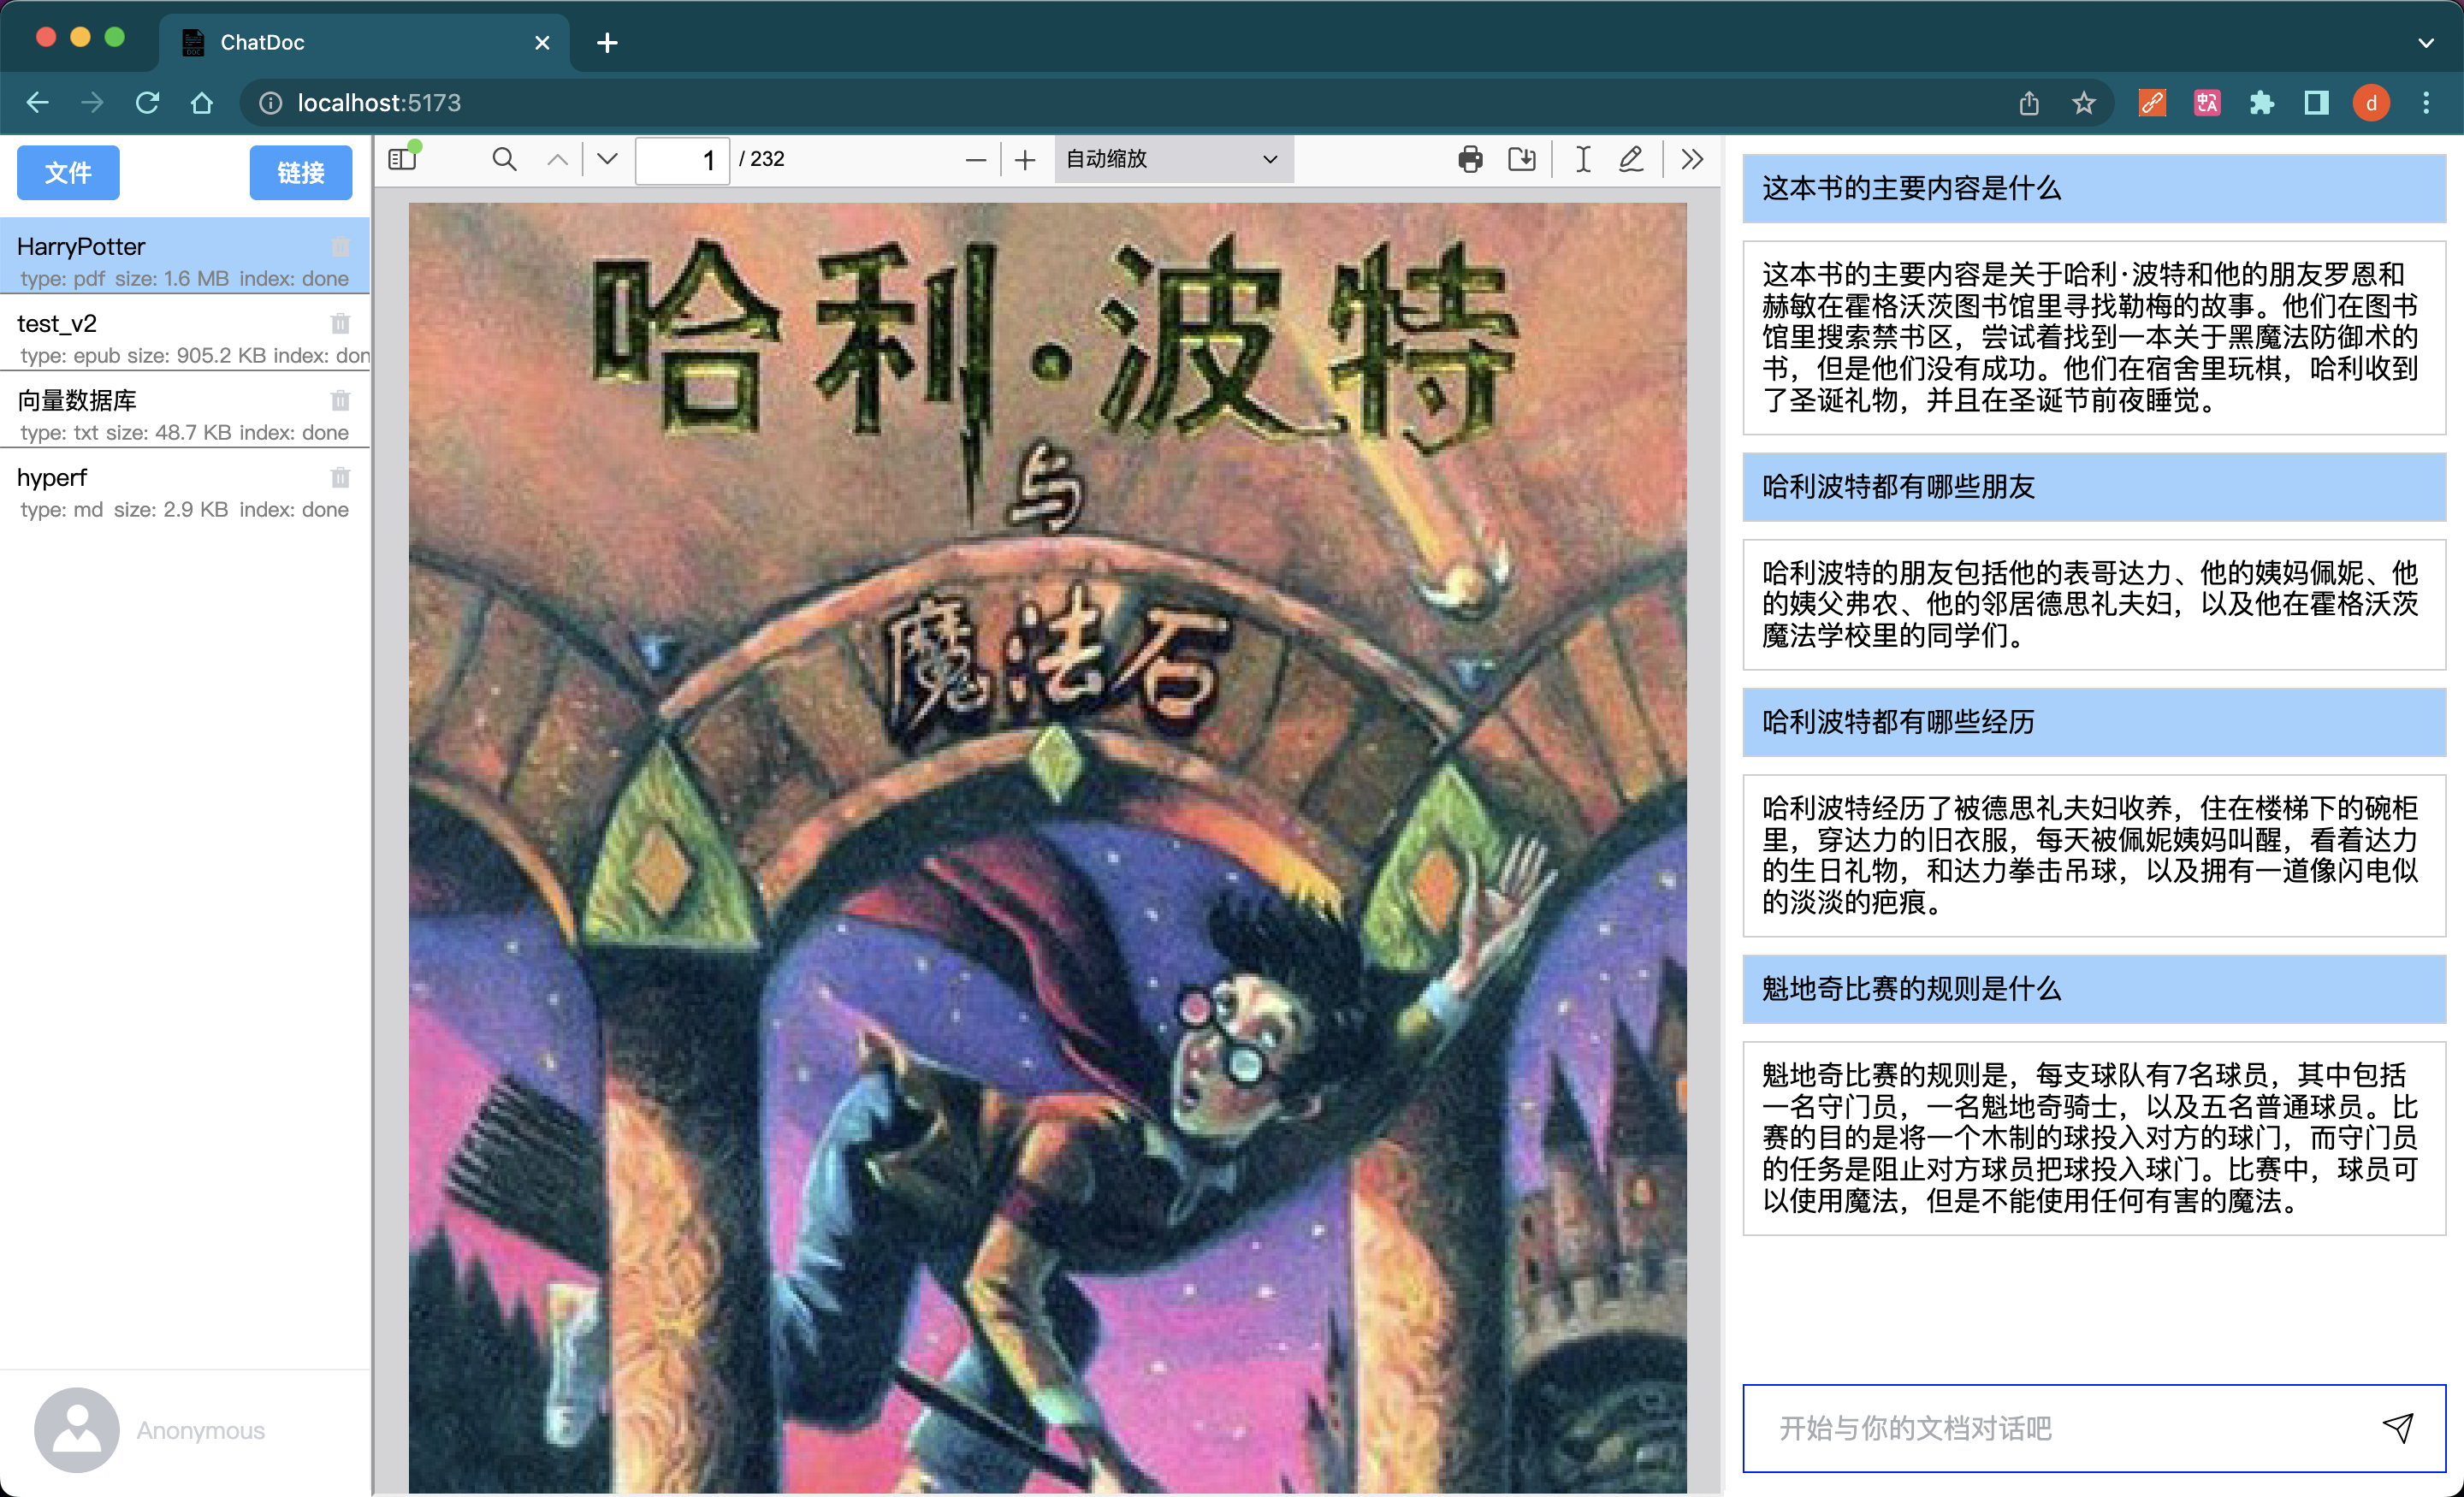 ChatDoc
localhost:5173
d
文件
链接
HarryPotter
type: pdf size: 1.6 MB index: done
test_v2
type: epub size: 905.2 KB index: don
向量数据库
type: txt size: 48.7 KB index: done
hyperf
type: md size: 2.9 KB index: done
Anonymous
1 / 232
自动缩放
哈利·波特
与
魔法石
这本书的主要内容是什么
这本书的主要内容是关于哈利·波特和他的朋友罗恩和
赫敏在霍格沃茨图书馆里寻找勒梅的故事。他们在图书
馆里搜索禁书区，尝试着找到一本关于黑魔法防御术的
书，但是他们没有成功。他们在宿舍里玩棋，哈利收到
了圣诞礼物，并且在圣诞节前夜睡觉。
哈利波特都有哪些朋友
哈利波特的朋友包括他的表哥达力、他的姨妈佩妮、他
的姨父弗农、他的邻居德思礼夫妇，以及他在霍格沃茨
魔法学校里的同学们。
哈利波特都有哪些经历
哈利波特经历了被德思礼夫妇收养，住在楼梯下的碗柜
里，穿达力的旧衣服，每天被佩妮姨妈叫醒，看着达力
的生日礼物，和达力拳击吊球，以及拥有一道像闪电似
的淡淡的疤痕。
魁地奇比赛的规则是什么
魁地奇比赛的规则是，每支球队有7名球员，其中包括
一名守门员，一名魁地奇骑士，以及五名普通球员。比
赛的目的是将一个木制的球投入对方的球门，而守门员
的任务是阻止对方球员把球投入球门。比赛中，球员可
以使用魔法，但是不能使用任何有害的魔法。
开始与你的文档对话吧